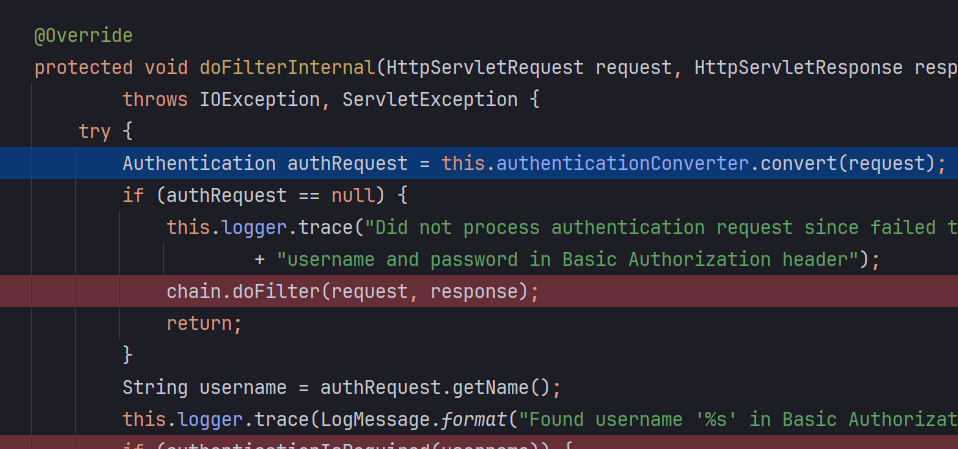 @Override
protected void doFilterInternal(HttpServletRequest request, HttpServletResponse resp
throws IOException, ServletException {
try {
Authentication authRequest = this.authenticationConverter.convert(request);
if (authRequest == null) {
this.logger.trace("Did not process authentication request since failed t
+ "username and password in Basic Authorization header");
chain.doFilter(request, response);
return;
}
String username = authRequest.getName();
this.logger.trace(LogMessage.format("Found username '%s' in Basic Authorizat
if (authenticationIsRequired(username)) {